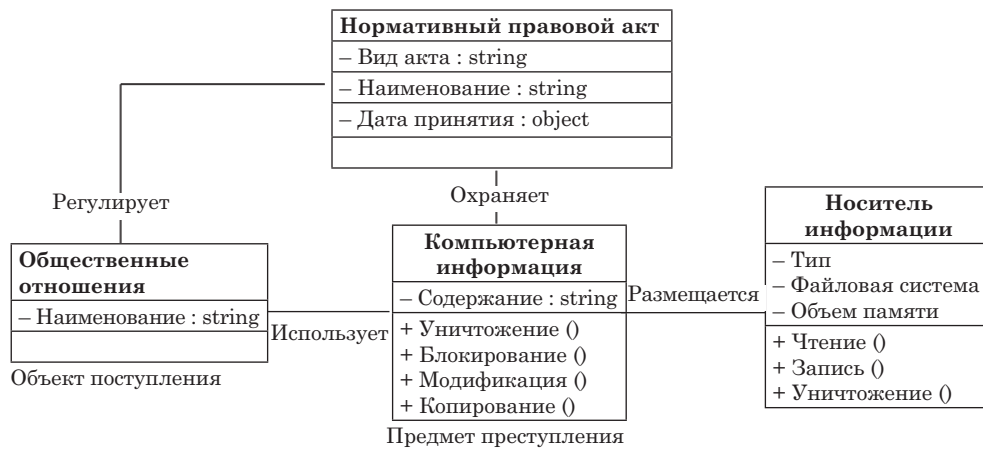 Нормативный правовой акт
– Вид акта : string
– Наименование : string
– Дата принятия : object
Регулирует
Охраняет
Общественные
отношения
– Наименование : string
Объект поступления
Использует
Компьютерная
информация
– Содержание : string
+ Уничтожение ()
+ Блокирование ()
+ Модификация ()
+ Копирование ()
Предмет преступления
Размещается
Носитель
информации
– Тип
– Файловая система
– Объем памяти
+ Чтение ()
+ Запись ()
+ Уничтожение ()